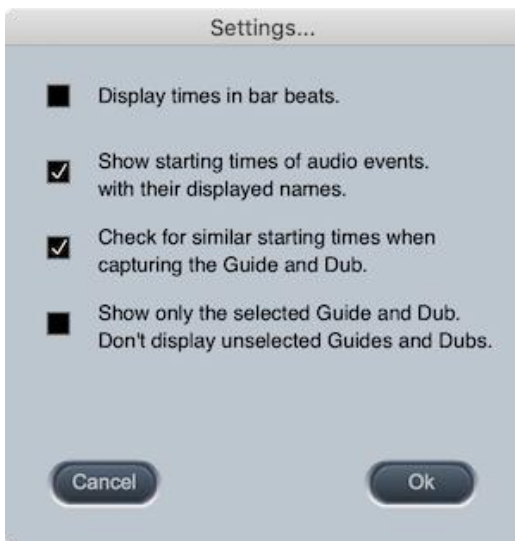 Settings...
Display times in bar beats.
Show starting times of audio events.
with their displayed names.
Check for similar starting times when
capturing the Guide and Dub.
Show only the selected Guide and Dub.
Don't display unselected Guides and Dubs.
Cancel
Ok